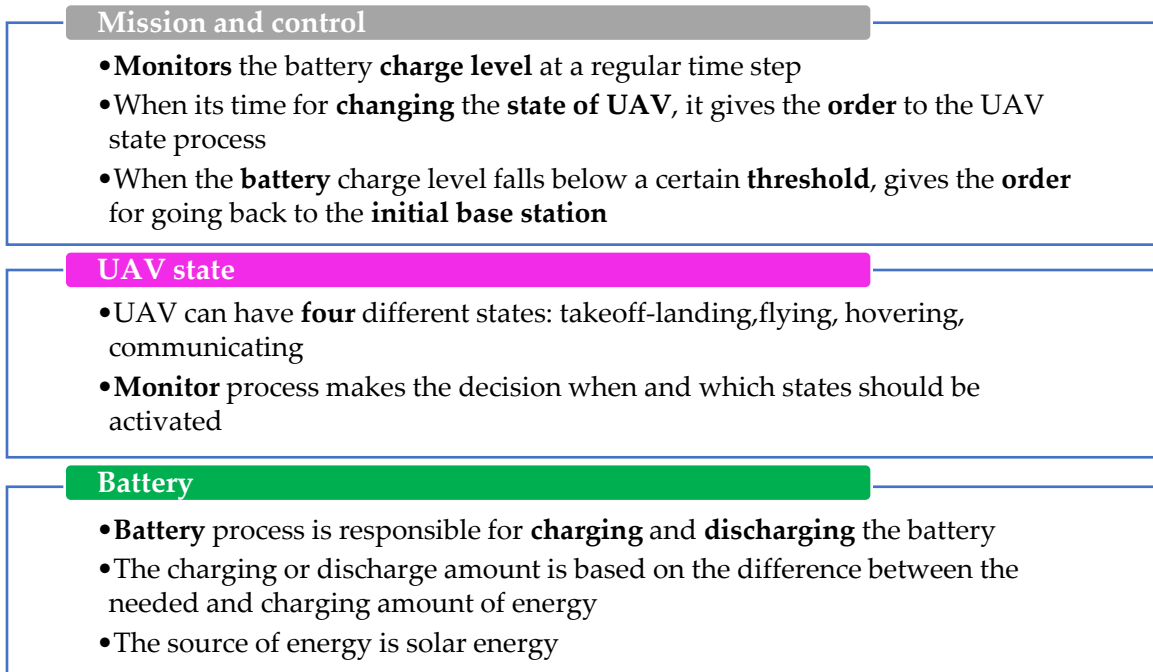 Mission and control
•Monitors the battery charge level at a regular time step
•When its time for changing the state of UAV, it gives the order to the UAV
state process
•When the battery charge level falls below a certain threshold, gives the order
for going back to the initial base station
UAV state
•UAV can have four different states: takeoff-landing,flying, hovering,
communicating
•Monitor process makes the decision when and which states should be
activated
Battery
•Battery process is responsible for charging and discharging the battery
•The charging or discharge amount is based on the difference between the
needed and charging amount of energy
•The source of energy is solar energy